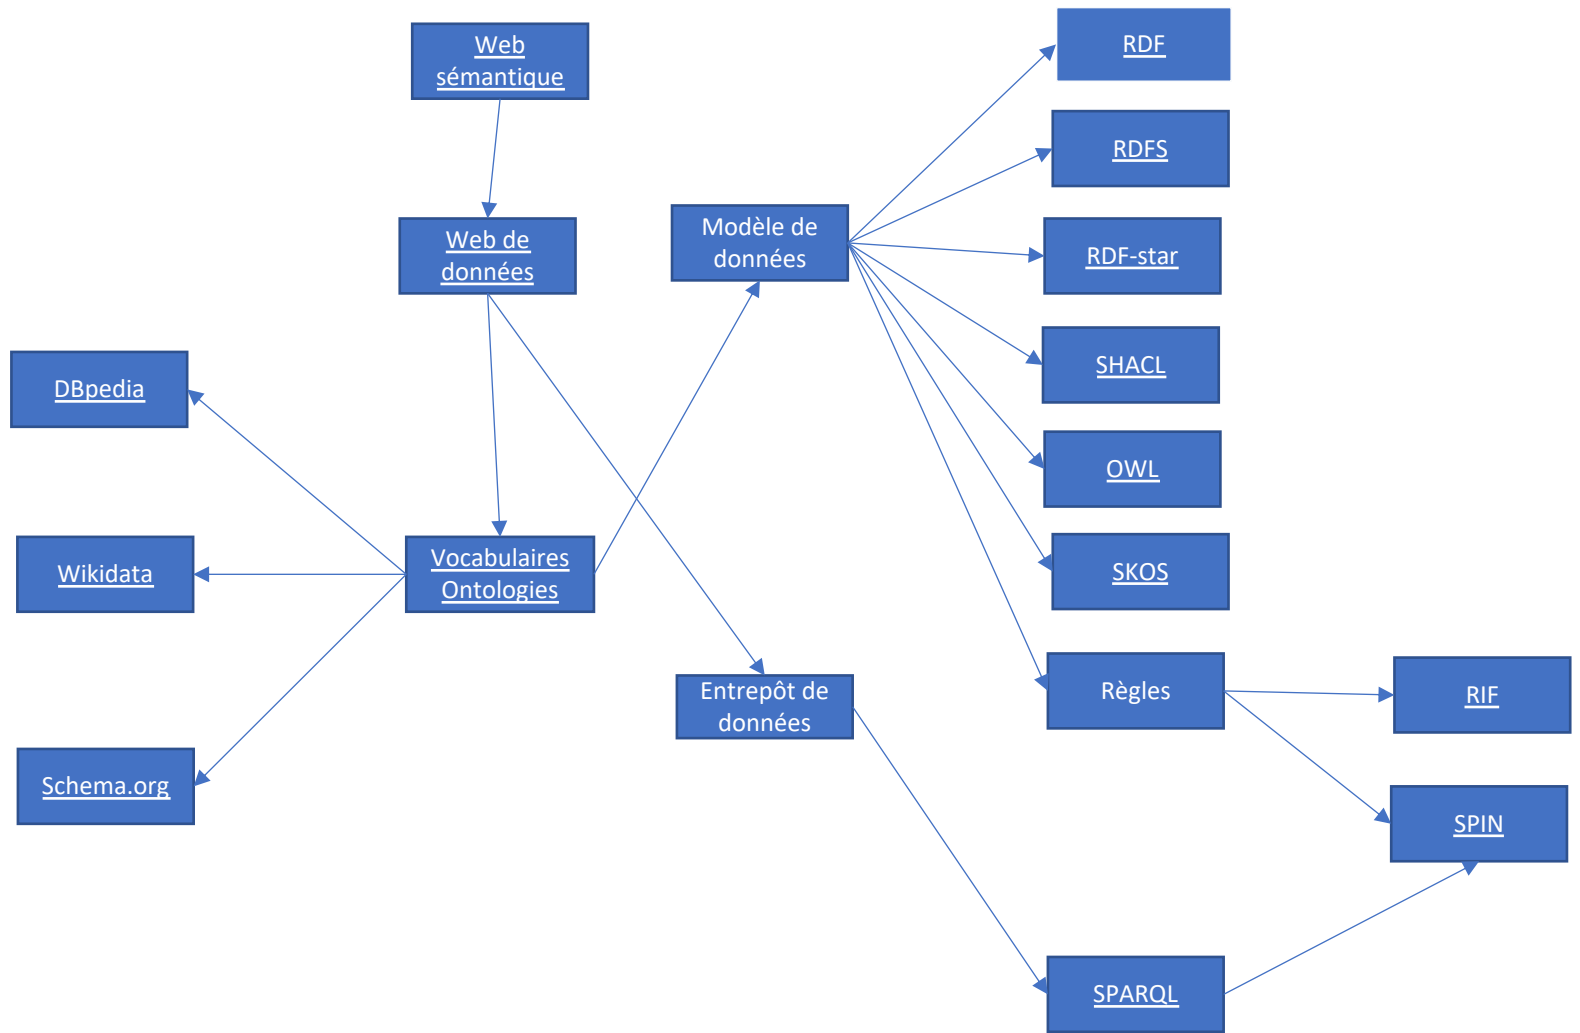 Web
sémantique
RDF
RDFS
Web de
données
Modèle de
données
RDF-star
SHACL
DBpedia
OWL
Wikidata
Vocabulaires
Ontologies
SKOS
Entrepôt de
données
Règles
RIF
Schema.org
SPIN
SPARQL